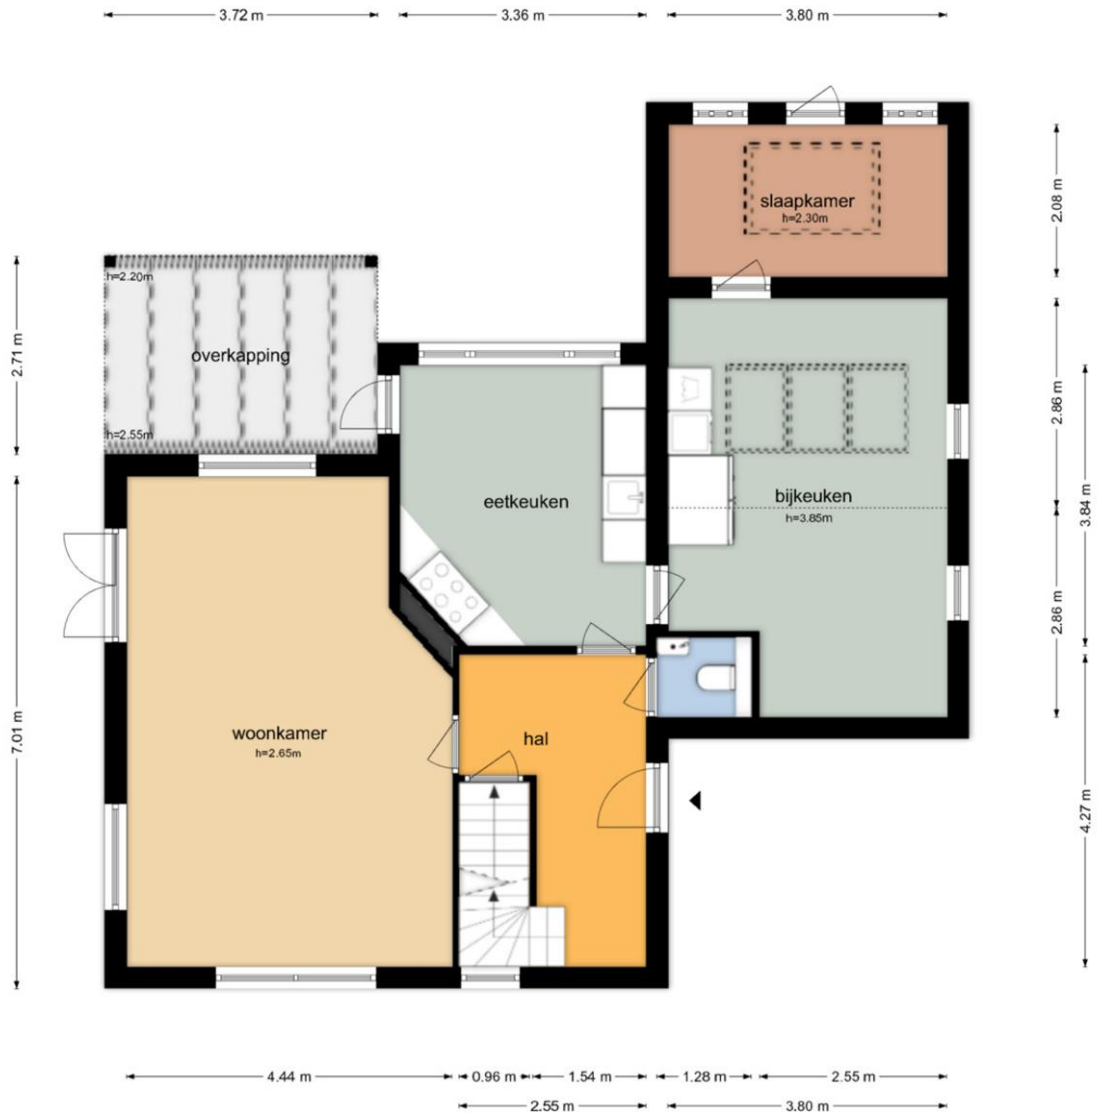 3.72 m
3.36 m
3.80 m
slaapkamer
h=2.30m
2.08 m
h=2.20m
overkapping
2.71 m
h=2.55m
2.86 m
eetkeuken
bijkeuken
h=3.85m
3.84 m
2.86 m
woonkamer
h=2.65m
hal
7.01 m
4.27 m
4.44 m
0.96 m
1.54 m
1.28 m
2.55 m
2.55 m
3.80 m